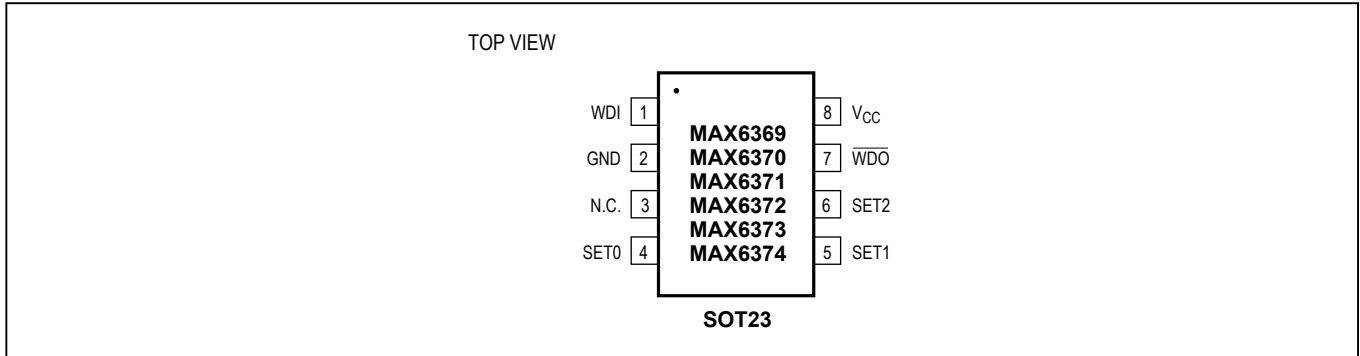 TOP VIEW
WDI 1
GND 2
N.C. 3
SET0 4
MAX6369
MAX6370
MAX6371
MAX6372
MAX6373
MAX6374
8 VCC
7 WDO
6 SET2
5 SET1
SOT23